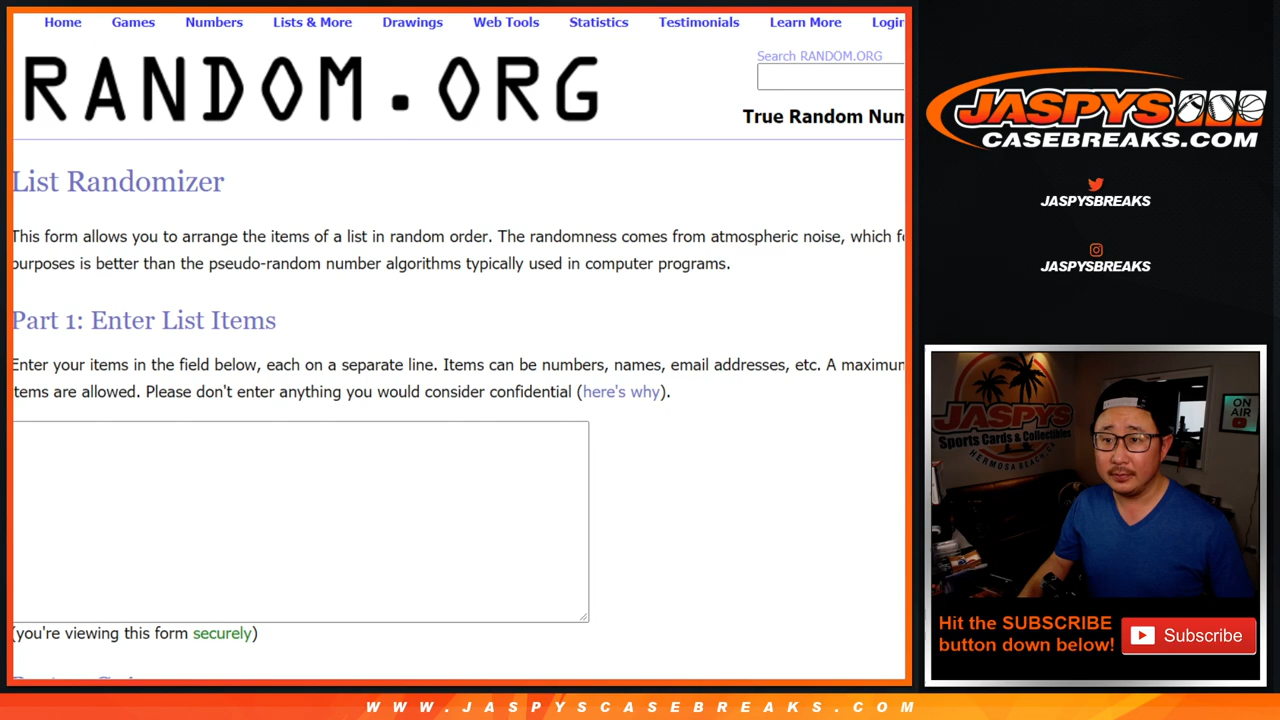 Home Games Numbers Lists & More Drawings Web Tools Statistics Testimonials Learn More Login
RANDOM.ORG
Search RANDOM.ORG
True Random Num
List Randomizer
This form allows you to arrange the items of a list in random order. The randomness comes from atmospheric noise, which f
purposes is better than the pseudo-random number algorithms typically used in computer programs.
Part 1: Enter List Items
Enter your items in the field below, each on a separate line. Items can be numbers, names, email addresses, etc. A maximum
items are allowed. Please don't enter anything you would consider confidential (here's why).
(you're viewing this form securely)
JASPYS
CASEBREAKS.COM
JASPYSBREAKS
JASPYSBREAKS
JASPYS
Sports Cards & Collectibles
HERMOSA BEACH, CA
ON
AIR
Hit the SUBSCRIBE
button down below!
Subscribe
WWW.JASPYSCASEBREAKS.COM